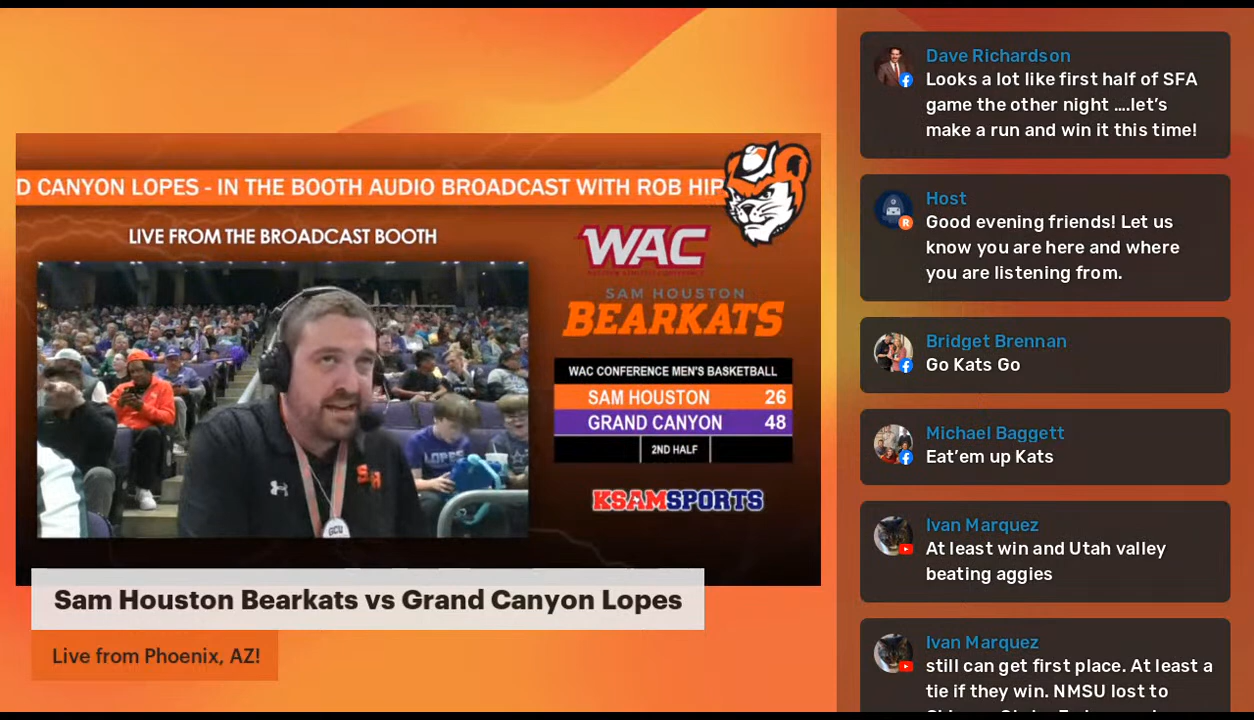 D CANYON LOPES - IN THE BOOTH AUDIO BROADCAST WITH ROB HIP
LIVE FROM THE BROADCAST BOOTH
WAC
SAM HOUSTON
BEARKATS
WAC CONFERENCE MEN'S BASKETBALL
SAM HOUSTON 26
GRAND CANYON 48
2ND HALF
KSAMSPORTS
LOPES
SH
GCU
Sam Houston Bearkats vs Grand Canyon Lopes
Live from Phoenix, AZ!
Dave Richardson
Looks a lot like first half of SFA
game the other night ....let’s
make a run and win it this time!
Host
Good evening friends! Let us
know you are here and where
you are listening from.
Bridget Brennan
Go Kats Go
Michael Baggett
Eat’em up Kats
Ivan Marquez
At least win and Utah valley
beating aggies
Ivan Marquez
still can get first place. At least a
tie if they win. NMSU lost to